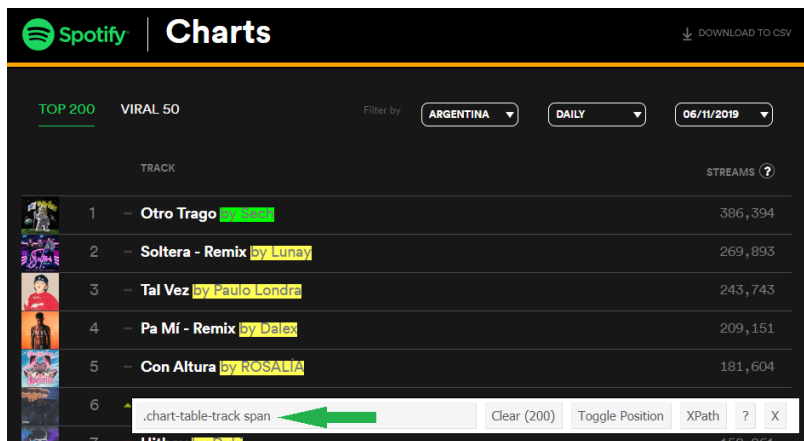 Spotify Charts
DOWNLOAD TO CSV
TOP 200 VIRAL 50 Filter by ARGENTINA DAILY 06/11/2019
TRACK STREAMS ?
1 – Otro Trago by Sech 386,394
2 – Soltera - Remix by Lunay 269,893
3 – Tal Vez by Paulo Londra 243,743
4 – Pa Mí - Remix by Dalex 209,151
5 – Con Altura by ROSALÍA 181,604
6
.chart-table-track span Clear (200) Toggle Position XPath ? X